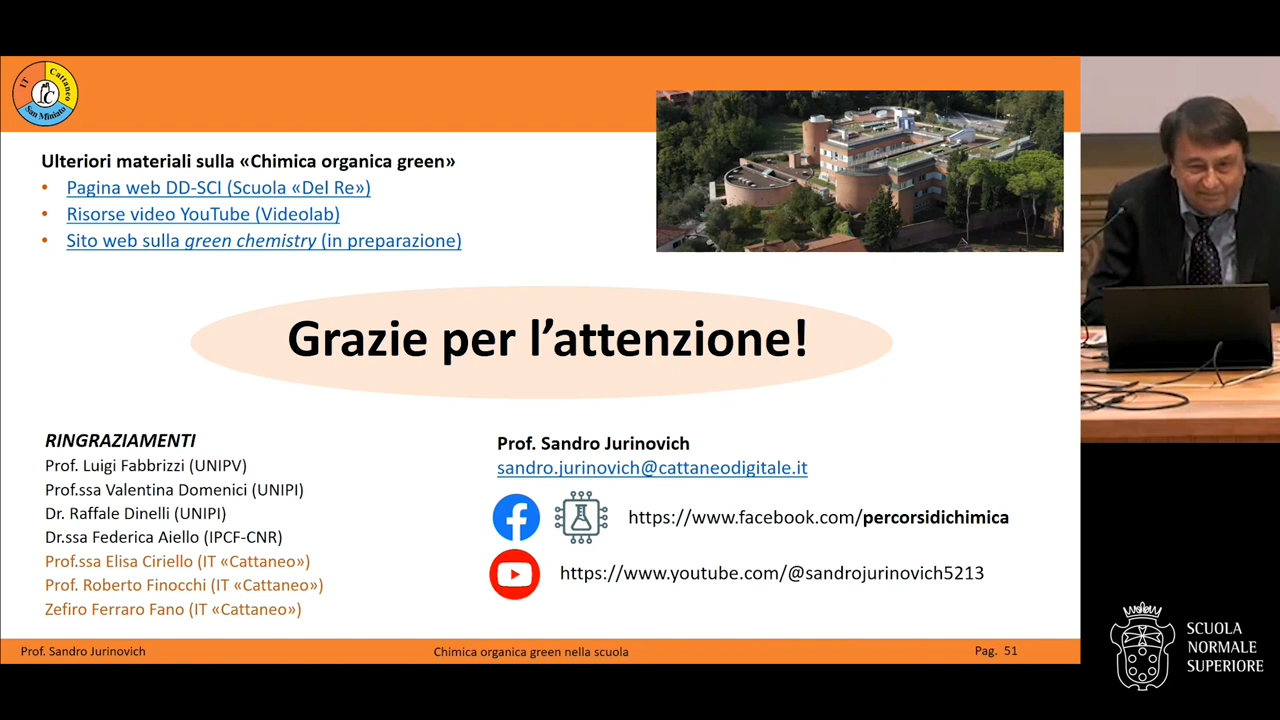 IT
Cattaneo
San Miniato
Ulteriori materiali sulla «Chimica organica green»
• Pagina web DD-SCI (Scuola «Del Re»)
• Risorse video YouTube (Videolab)
• Sito web sulla green chemistry (in preparazione)
Grazie per l’attenzione!
RINGRAZIAMENTI
Prof. Luigi Fabbrizzi (UNIPV)
Prof.ssa Valentina Domenici (UNIPI)
Dr. Raffale Dinelli (UNIPI)
Dr.ssa Federica Aiello (IPCF-CNR)
Prof.ssa Elisa Ciriello (IT «Cattaneo»)
Prof. Roberto Finocchi (IT «Cattaneo»)
Zefiro Ferraro Fano (IT «Cattaneo»)
Prof. Sandro Jurinovich
sandro.jurinovich@cattaneodigitale.it
https://www.facebook.com/percorsidichimica
https://www.youtube.com/@sandrojurinovich5213
Prof. Sandro Jurinovich
Chimica organica green nella scuola
Pag. 51
SCUOLA
NORMALE
SUPERIORE